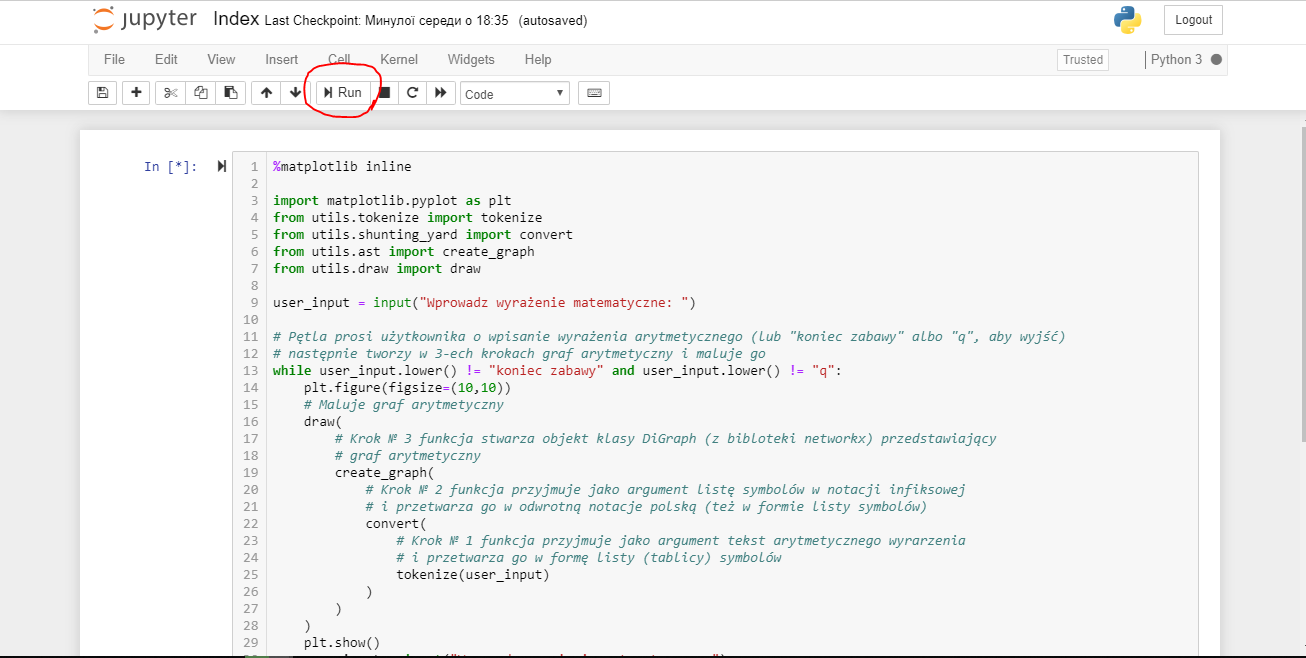 jupyter Index Last Checkpoint: Минулої середи о 18:35 (autosaved)
Logout
File Edit View Insert Cell Kernel Widgets Help
Trusted Python 3
Run Code
In [*]:
1 %matplotlib inline
2
3 import matplotlib.pyplot as plt
4 from utils.tokenize import tokenize
5 from utils.shunting_yard import convert
6 from utils.ast import create_graph
7 from utils.draw import draw
8
9 user_input = input("Wprowadz wyrażenie matematyczne: ")
10
11 # Pętla prosi użytkownika o wpisanie wyrażenia arytmetycznego (lub "koniec zabawy" albo "q", aby wyjść)
12 # następnie tworzy w 3-ech krokach graf arytmetyczny i maluje go
13 while user_input.lower() != "koniec zabawy" and user_input.lower() != "q":
14 plt.figure(figsize=(10,10))
15 # Maluje graf arytmetyczny
16 draw(
17 # Krok № 3 funkcja stwarza objekt klasy DiGraph (z bibloteki networkx) przedstawiający
18 # graf arytmetyczny
19 create_graph(
20 # Krok № 2 funkcja przyjmuje jako argument listę symbolów w notacji infiksowej
21 # i przetwarza go w odwrotną notacje polską (też w formie listy symbolów)
22 convert(
23 # Krok № 1 funkcja przyjmuje jako argument tekst arytmetycznego wyrarzenia
24 # i przetwarza go w formę listy (tablicy) symbolów
25 tokenize(user_input)
26 )
27 )
28 )
29 plt.show()